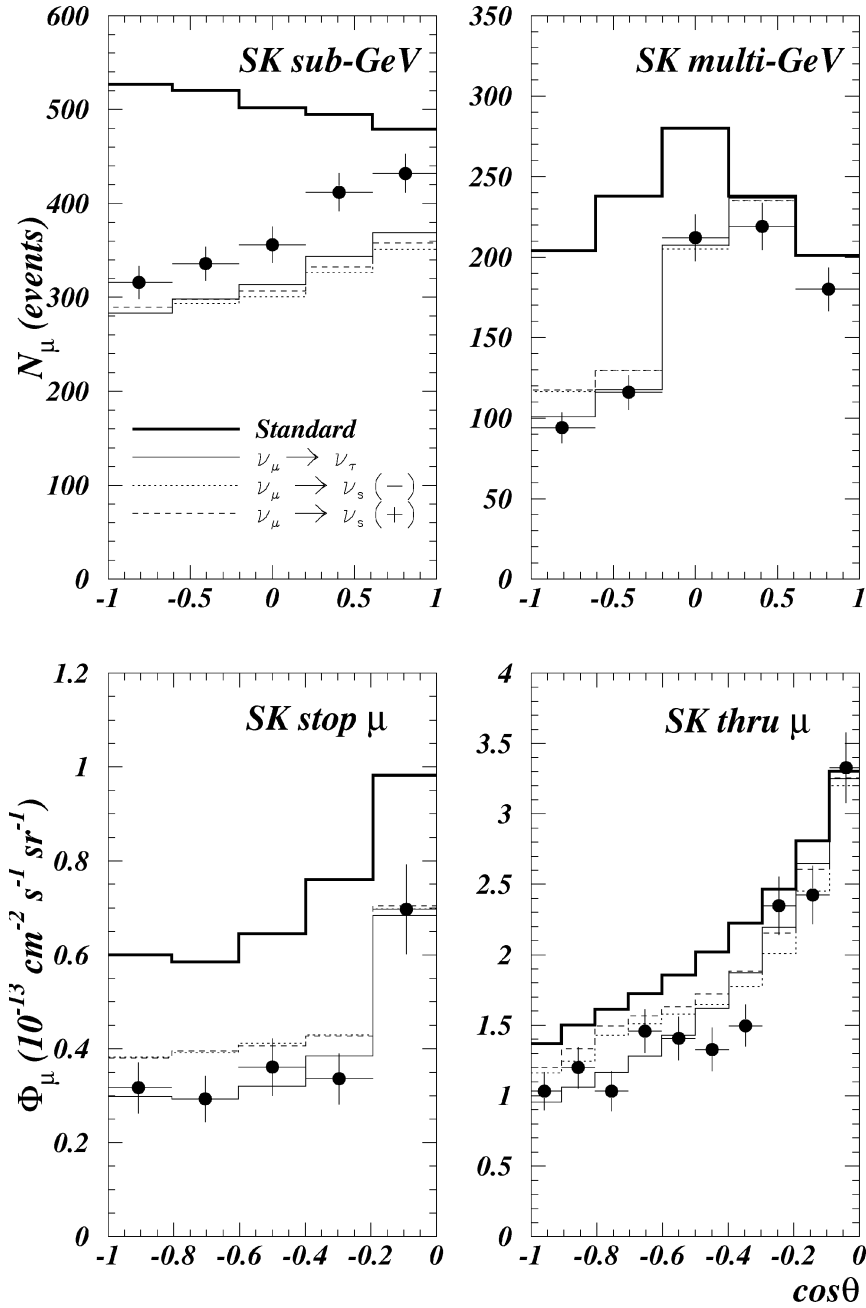 SK sub-GeV
600
500
400
300
200
100
0
N_μ (events)
Standard
ν_μ → ν_τ
ν_μ → ν_s (−)
ν_μ → ν_s (+)
-1 -0.5 0 0.5 1
SK multi-GeV
350
300
250
200
150
100
50
0
-1 -0.5 0 0.5 1
SK stop μ
1.2
1
0.8
0.6
0.4
0.2
0
Φ_μ (10^-13 cm^-2 s^-1 sr^-1)
-1 -0.8 -0.6 -0.4 -0.2 0
SK thru μ
4
3.5
3
2.5
2
1.5
1
0.5
0
-1 -0.8 -0.6 -0.4 -0.2 0
cosθ